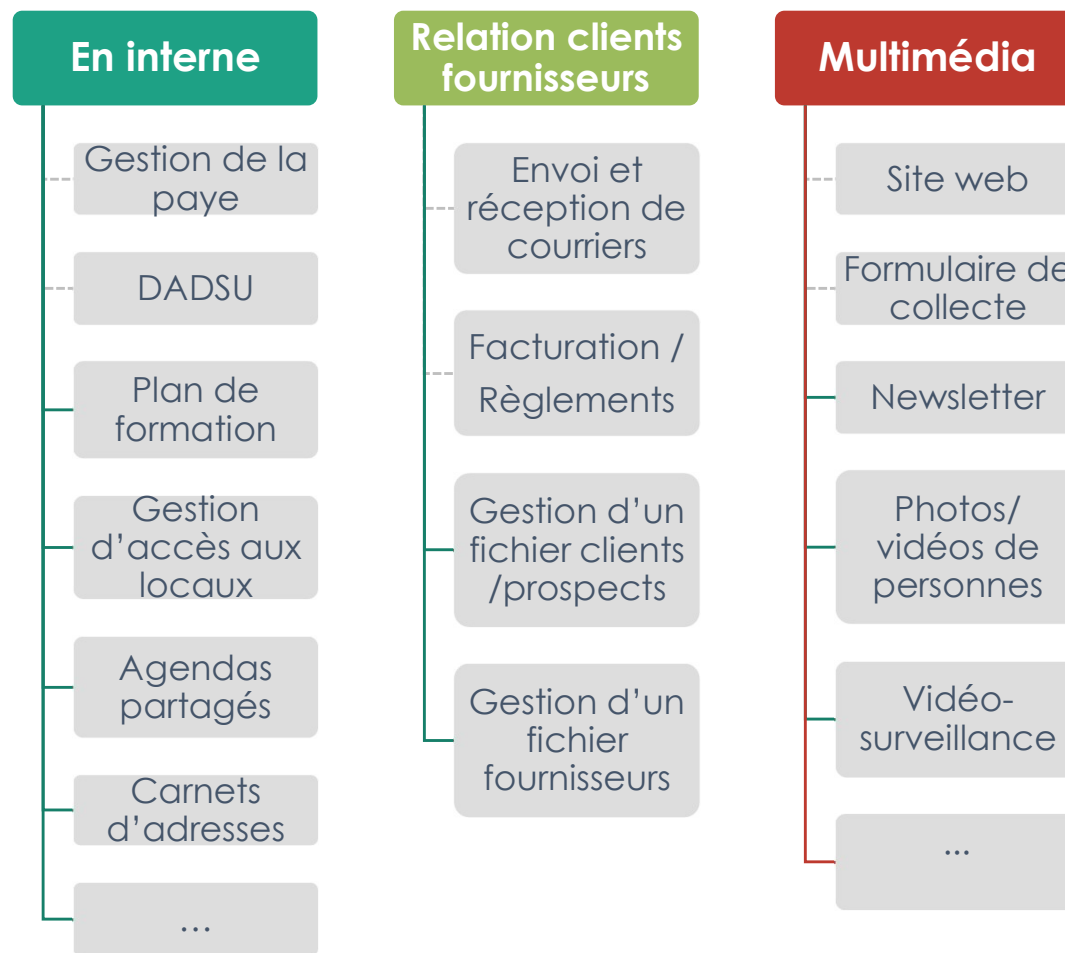 En interne
Gestion de la
paye
DADSU
Plan de
formation
Gestion
d’accès aux
locaux
Agendas
partagés
Carnets
d’adresses
…
Relation clients
fournisseurs
Envoi et
réception de
courriers
Facturation /
Règlements
Gestion d’un
fichier clients
/prospects
Gestion d’un
fichier
fournisseurs
Multimédia
Site web
Formulaire de
collecte
Newsletter
Photos/
vidéos de
personnes
Vidéo-
surveillance
...